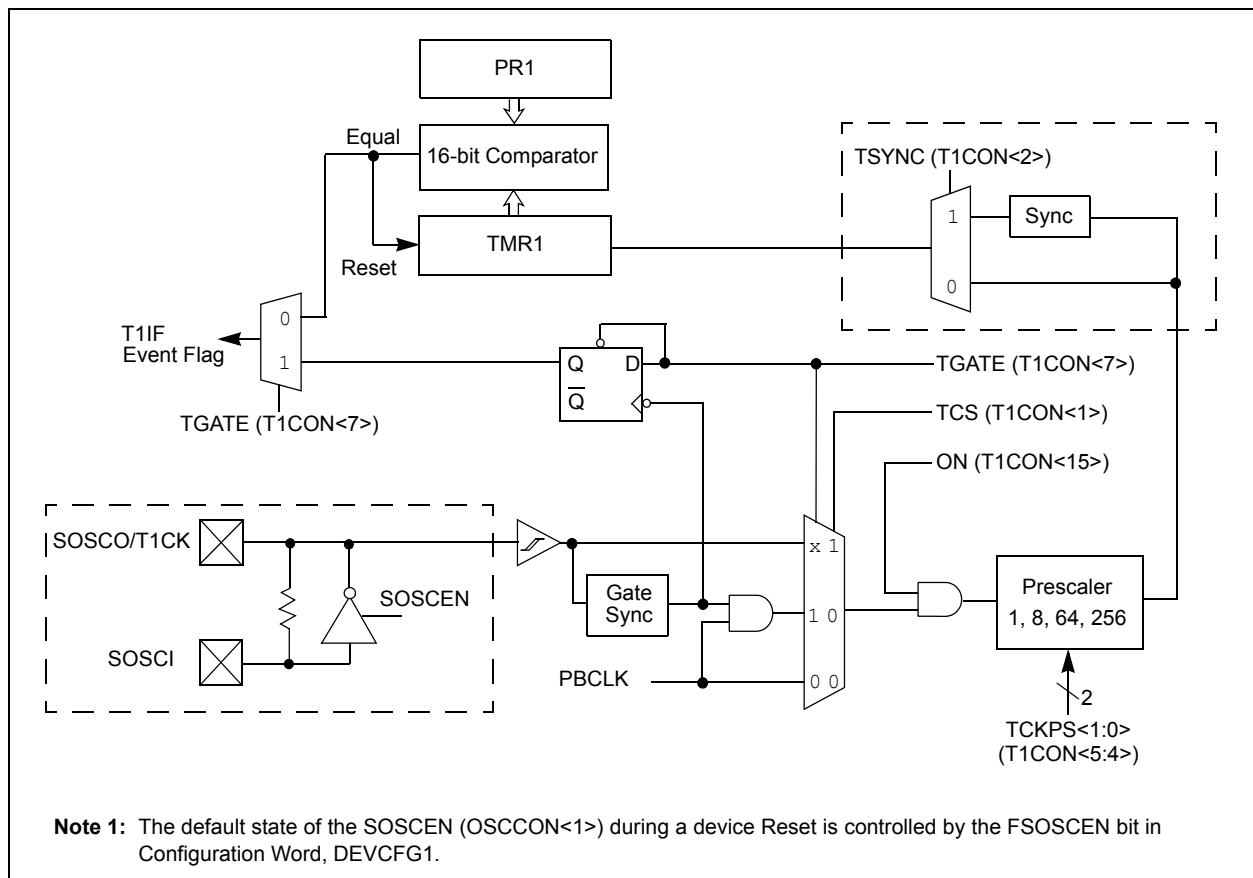 PR1
Equal
16-bit Comparator
TSYNC (T1CON<2>)
1
Sync
TMR1
Reset
0
0
T1IF
Event Flag
1
Q
D
Q
TGATE (T1CON<7>)
TGATE (T1CON<7>)
TCS (T1CON<1>)
ON (T1CON<15>)
SOSCO/T1CK
x 1
SOSCEN
Gate
Sync
1 0
Prescaler
1, 8, 64, 256
SOSCI
PBCLK
0 0
2
TCKPS<1:0>
(T1CON<5:4>)
Note 1: The default state of the SOSCEN (OSCCON<1>) during a device Reset is controlled by the FSOSCEN bit in
Configuration Word, DEVCFG1.